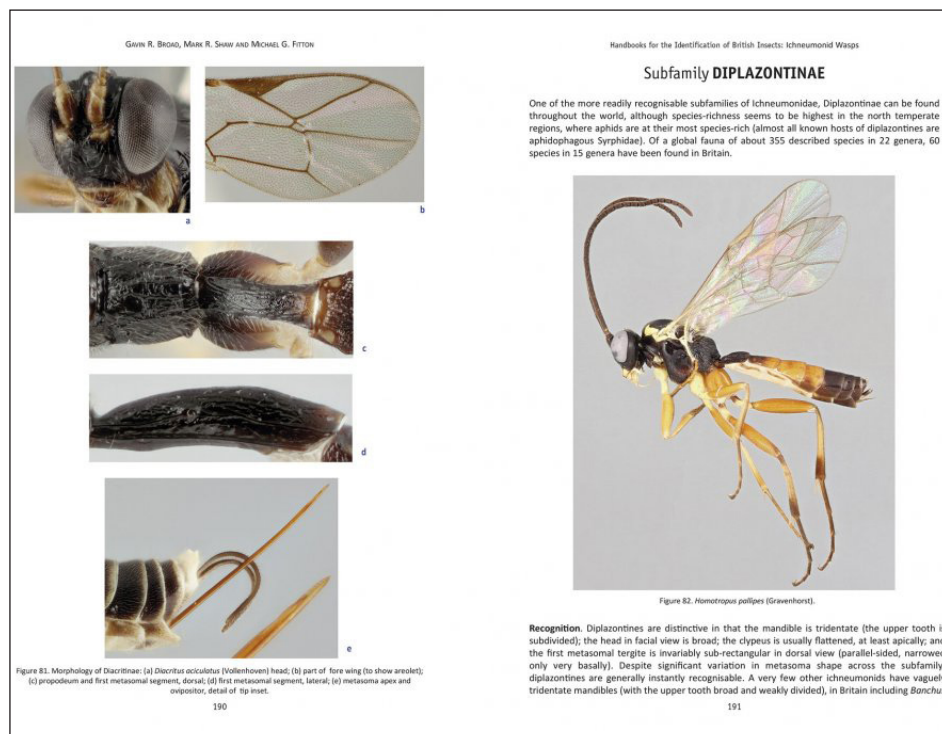 GAVIN R. BROAD, MARK R. SHAW AND MICHAEL G. FITTON
a
b
c
d
e
Figure 81. Morphology of Diacritinae: (a) Diacritus aciculatus (Vollenhoven) head; (b) part of fore wing (to show areolet);
(c) propodeum and first metasomal segment, dorsal; (d) first metasomal segment, lateral; (e) metasoma apex and
ovipositor, detail of tip inset.
190
Handbooks for the Identification of British Insects: Ichneumonid Wasps
Subfamily DIPLAZONTINAE
One of the more readily recognisable subfamilies of Ichneumonidae, Diplazontinae can be found
throughout the world, although species-richness seems to be highest in the north temperate
regions, where aphids are at their most species-rich (almost all known hosts of diplazontines are
aphidophagous Syrphidae). Of a global fauna of about 355 described species in 22 genera, 60
species in 15 genera have been found in Britain.
Figure 82. Homotropus pallipes (Gravenhorst).
Recognition. Diplazontines are distinctive in that the mandible is tridentate (the upper tooth i
subdivided); the head in facial view is broad; the clypeus is usually flattened, at least apically; and
the first metasomal tergite is invariably sub-rectangular in dorsal view (parallel-sided, narrowed
only very basally). Despite significant variation in metasoma shape across the subfamily
diplazontines are generally instantly recognisable. A very few other ichneumonids have vaguely
tridentate mandibles (with the upper tooth broad and weakly divided), in Britain including Banchus
191